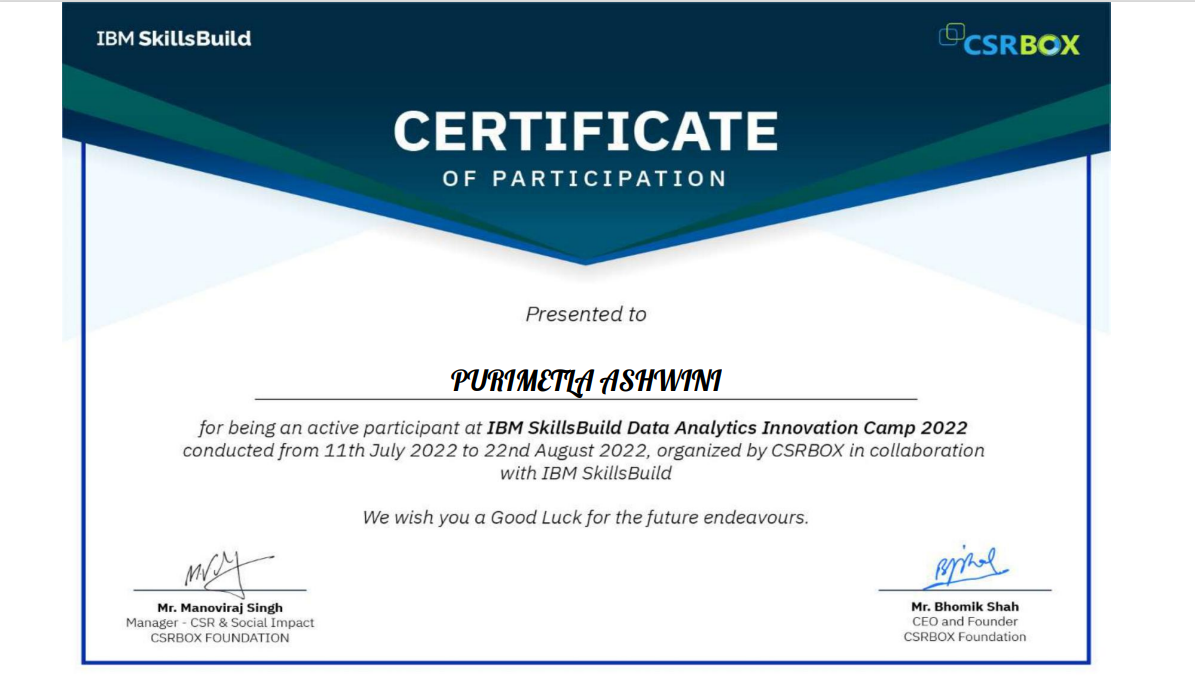 IBM SkillsBuild
CSRBOX
CERTIFICATE
OF PARTICIPATION
Presented to
PURIMETLA ASHWINI
for being an active participant at IBM SkillsBuild Data Analytics Innovation Camp 2022
conducted from 11th July 2022 to 22nd August 2022, organized by CSRBOX in collaboration
with IBM SkillsBuild
We wish you a Good Luck for the future endeavours.
Mr. Manoviraj Singh
Manager - CSR & Social Impact
CSRBOX FOUNDATION
Mr. Bhomik Shah
CEO and Founder
CSRBOX Foundation